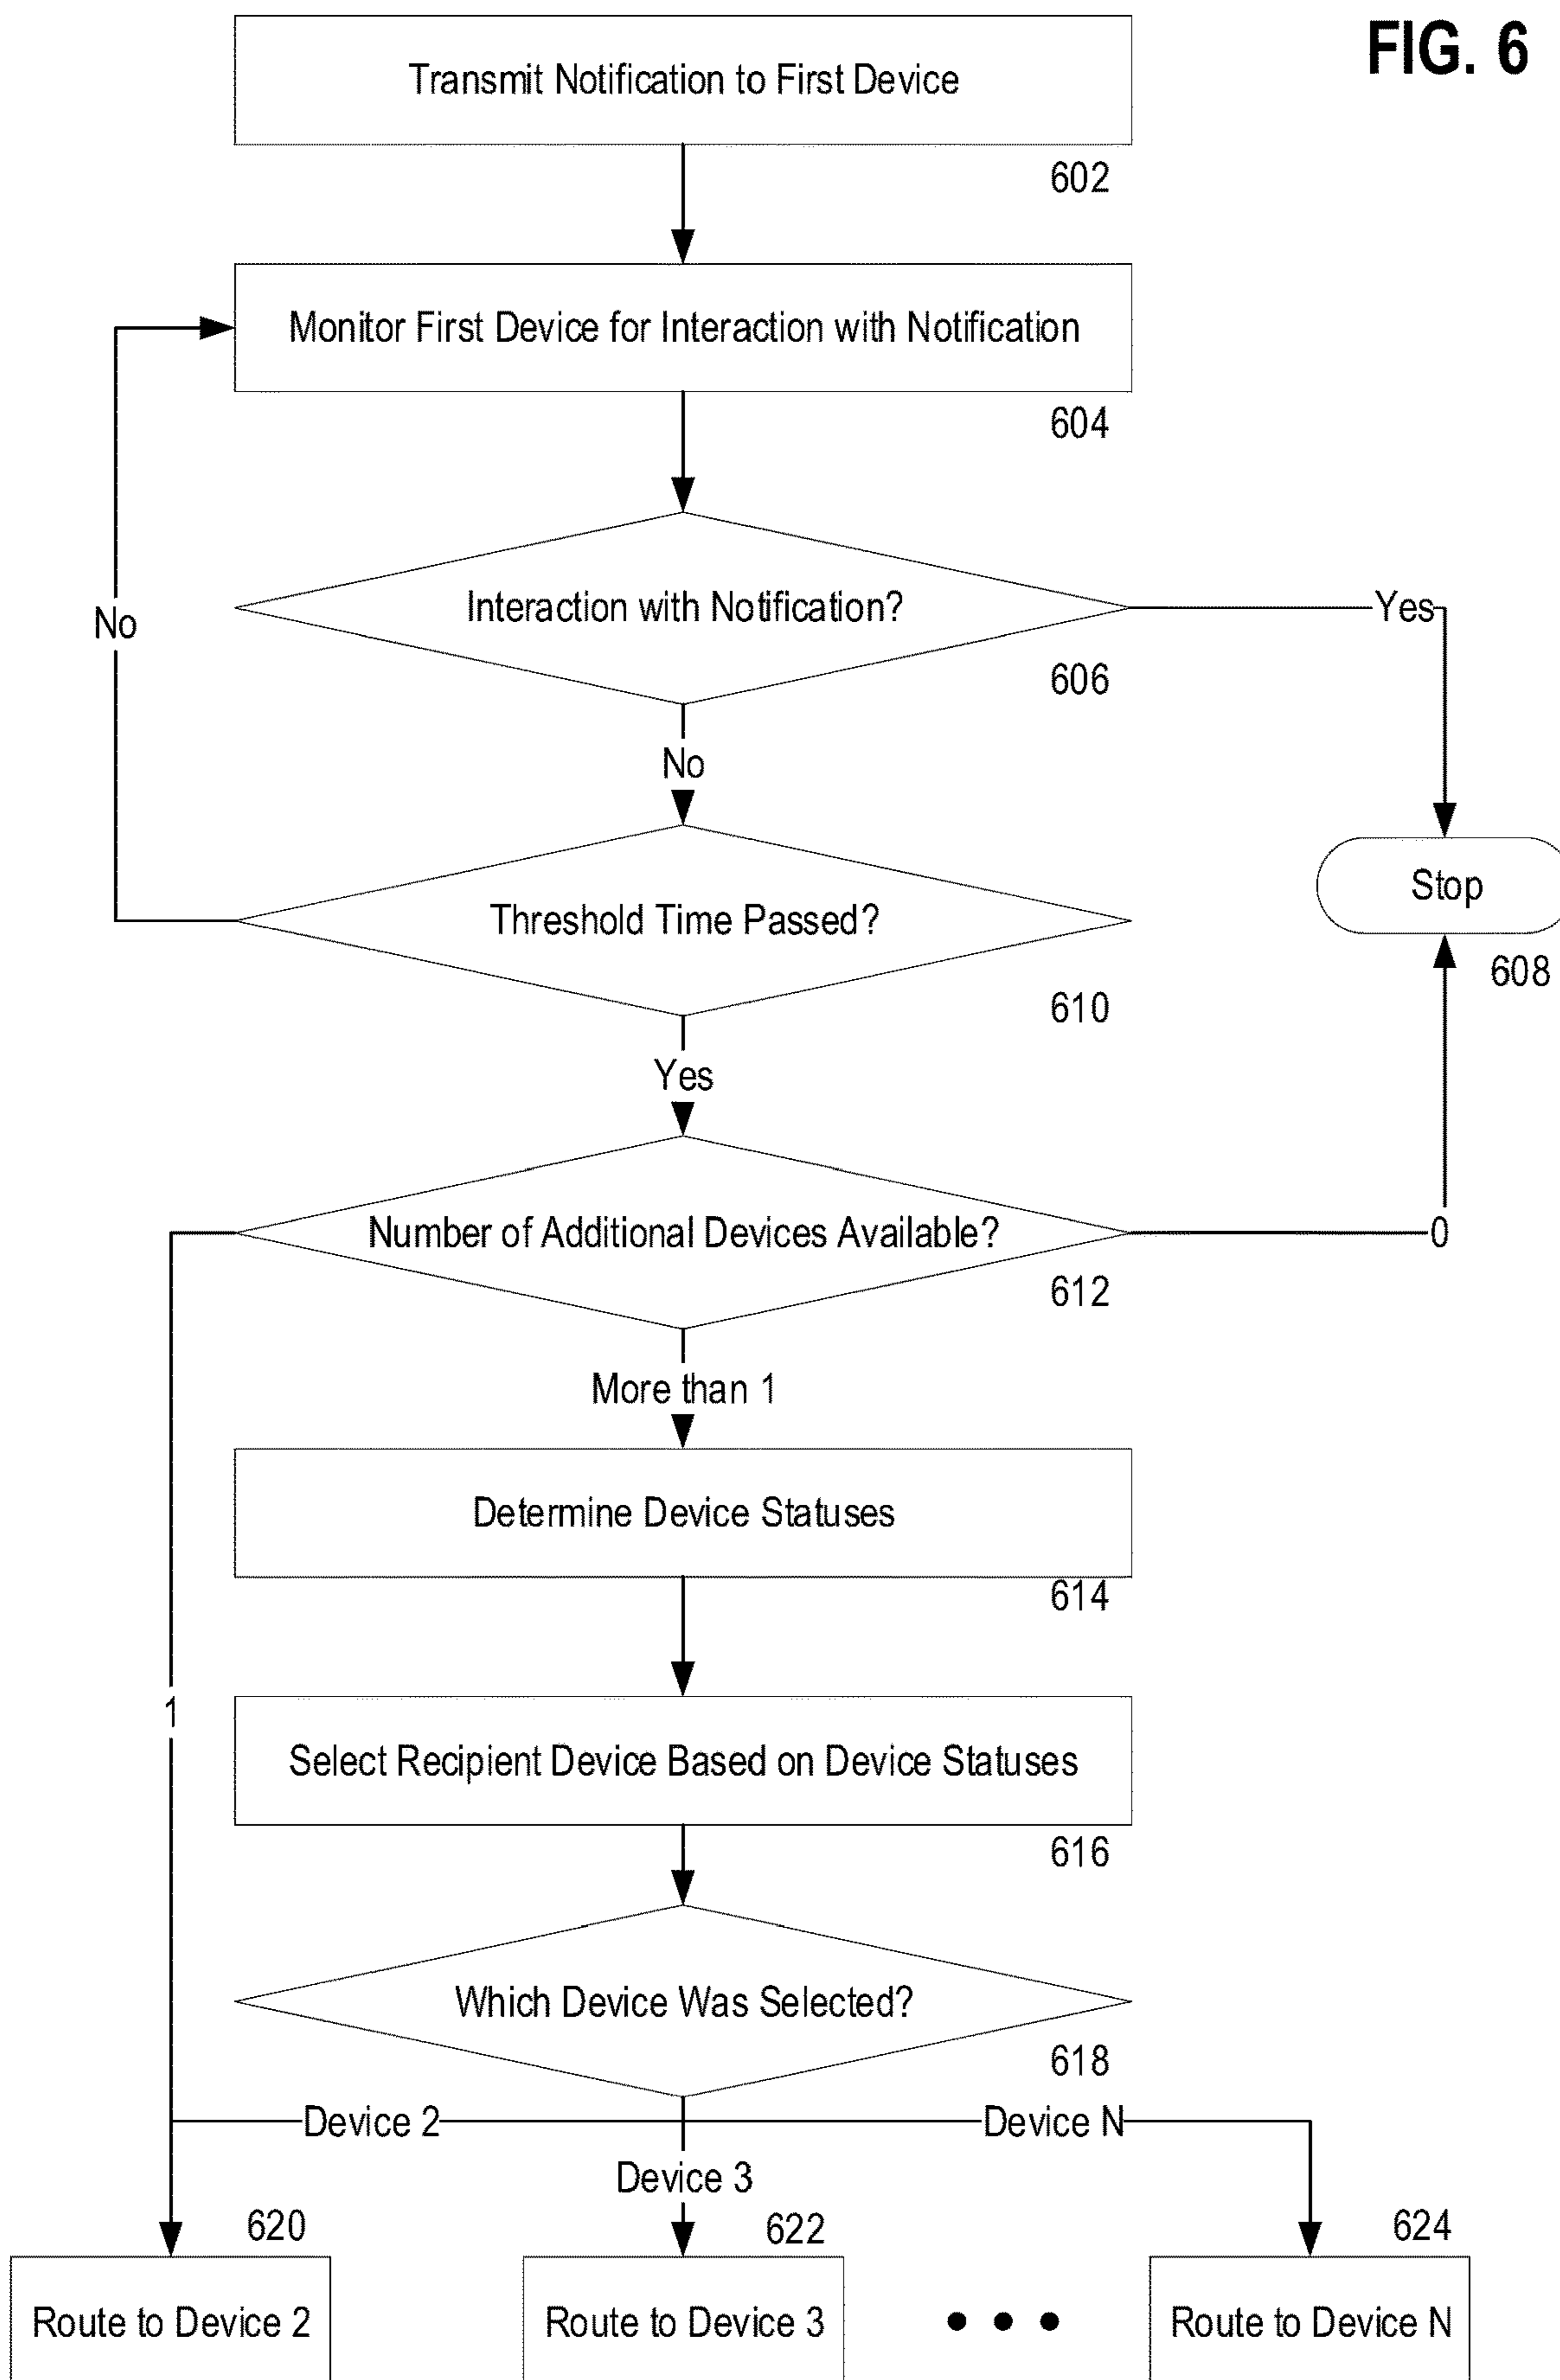 FIG. 6
Transmit Notification to First Device
602
Monitor First Device for Interaction with Notification
604
Interaction with Notification?
Yes
606
No
No
Threshold Time Passed?
Stop
608
610
Yes
Number of Additional Devices Available?
0
612
More than 1
Determine Device Statuses
614
1
Select Recipient Device Based on Device Statuses
616
Which Device Was Selected?
618
Device 2
Device N
Device 3
620
622
624
Route to Device 2
Route to Device 3
Route to Device N